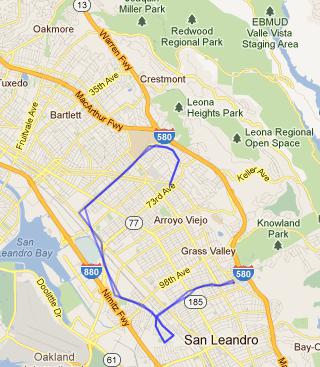 Joaquin
Miller Park
13
Oakmore
Redwood
Regional Park
EBMUD
Valle Vista
Staging Area
Warren Fwy
Tuxedo
35th Ave
Crestmont
MacArthur Fwy
Fruitvale Ave
Bartlett
Leona
Heights Park
580
Leona Regional
Open Space
Keller Ave
73rd Ave
77
Arroyo Viejo
Knowland
Park
San
Leandro Bay
Grass Valley
880
98th Ave
580
Doolittle Dr
Nimitz Fwy
185
San Leandro
Oakland
61